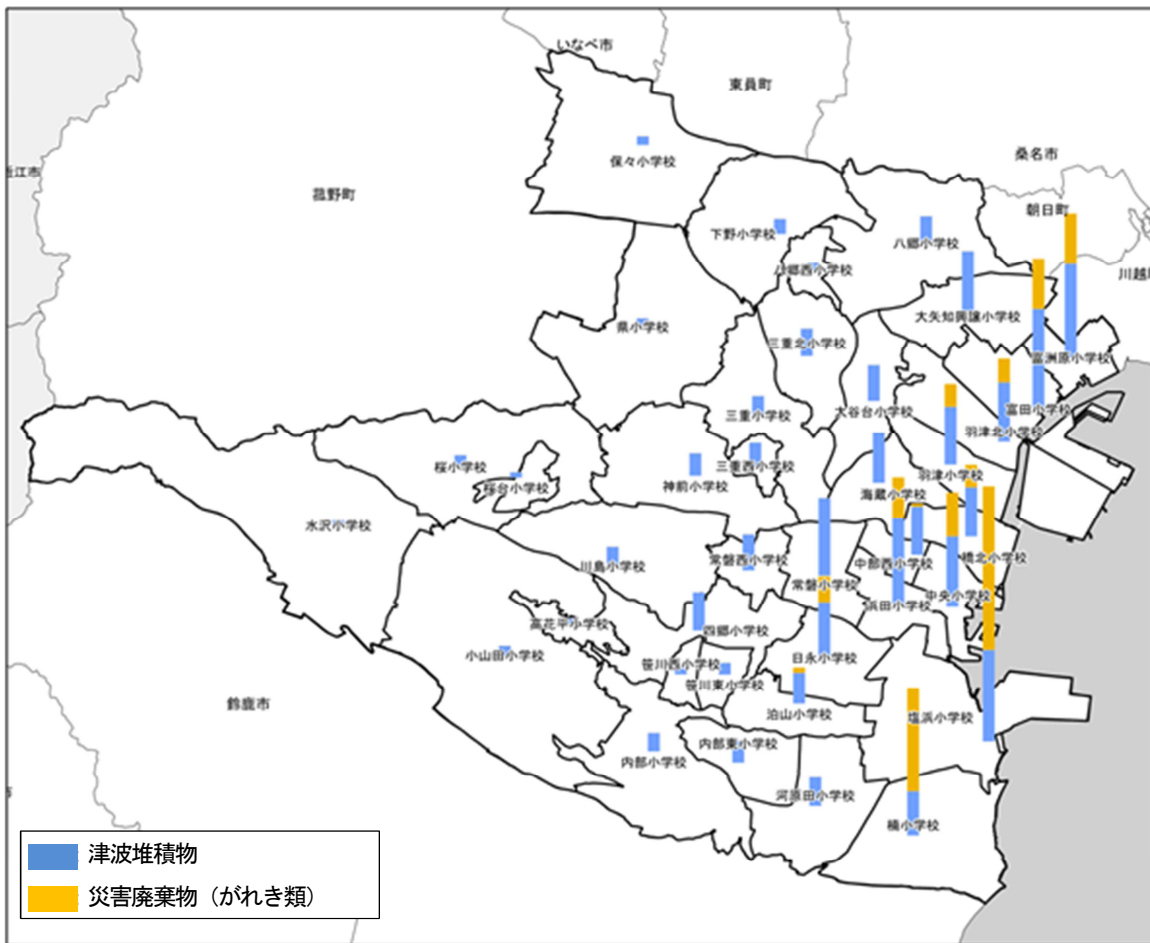 いなべ市
東員町
桑名市
保々小学校
近江市
菰野町
朝日町
下野小学校
八郷小学校
八郷西小学校
川越
大矢知興譲小学校
県小学校
三重北小学校
富洲原小学校
三重小学校
大谷台小学校
富田小学校
羽津北小学校
桜小学校
三重西小学校
羽津小学校
桜台小学校
神前小学校
海蔵小学校
水沢小学校
川島小学校
常磐西小学校
中部西小学校
橋北小学校
常磐小学校
浜田小学校
中央小学校
高花平小学校
四郷小学校
小山田小学校
笹川西小学校
日永小学校
笹川東小学校
鈴鹿市
泊山小学校
塩浜小学校
内部東小学校
内部小学校
河原田小学校
楠小学校
津波堆積物
災害廃棄物（がれき類）